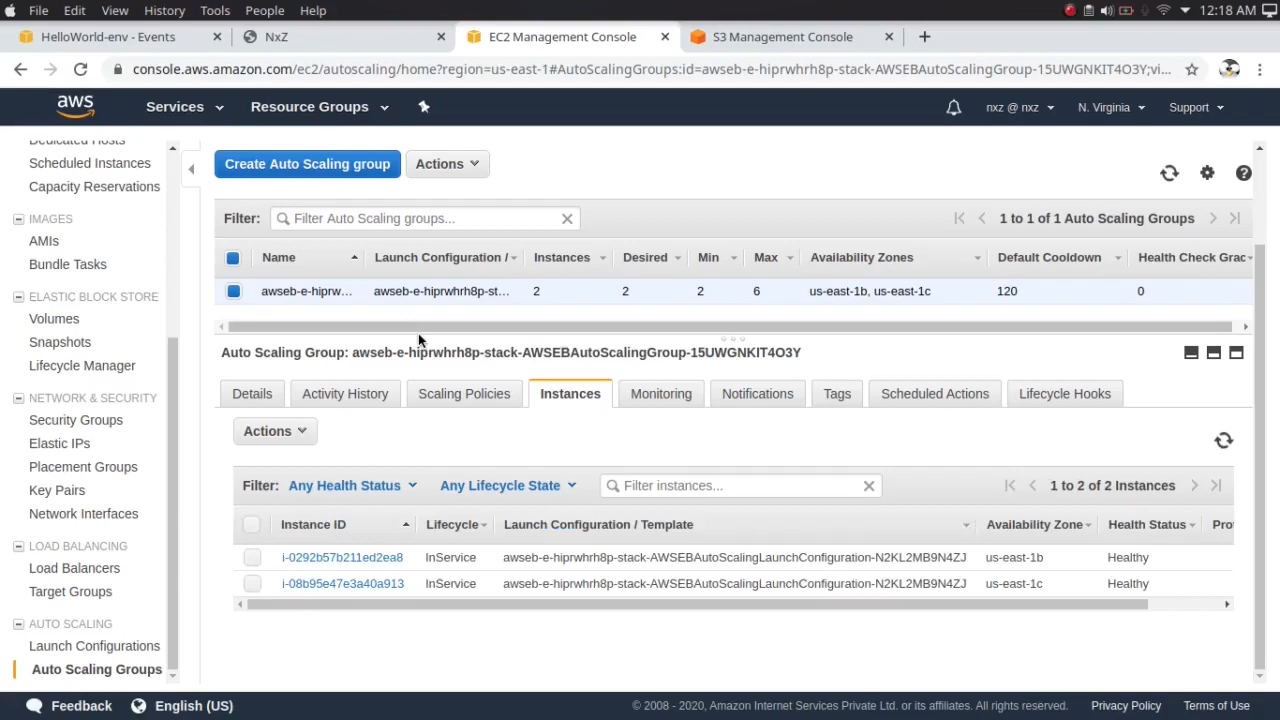 File Edit View History Tools People Help 12:18 AM
HelloWorld-env - Events NxZ EC2 Management Console S3 Management Console
console.aws.amazon.com/ec2/autoscaling/home?region=us-east-1#AutoScalingGroups:id=awseb-e-hiprwhrh8p-stack-AWSEBAutoScalingGroup-15UWGNKIT4O3Y;vi...
aws Services Resource Groups nxz @ nxz N. Virginia Support
Dedicated Hosts
Scheduled Instances
Capacity Reservations
IMAGES
AMIs
Bundle Tasks
ELASTIC BLOCK STORE
Volumes
Snapshots
Lifecycle Manager
NETWORK & SECURITY
Security Groups
Elastic IPs
Placement Groups
Key Pairs
Network Interfaces
LOAD BALANCING
Load Balancers
Target Groups
AUTO SCALING
Launch Configurations
Auto Scaling Groups
Create Auto Scaling group Actions
Filter: Filter Auto Scaling groups... 1 to 1 of 1 Auto Scaling Groups
Name Launch Configuration / Instances Desired Min Max Availability Zones Default Cooldown Health Check Grac
awseb-e-hiprw... awseb-e-hiprwhrh8p-st... 2 2 2 6 us-east-1b, us-east-1c 120 0
Auto Scaling Group: awseb-e-hiprwhrh8p-stack-AWSEBAutoScalingGroup-15UWGNKIT4O3Y
Details Activity History Scaling Policies Instances Monitoring Notifications Tags Scheduled Actions Lifecycle Hooks
Actions
Filter: Any Health Status Any Lifecycle State Filter instances... 1 to 2 of 2 Instances
Instance ID Lifecycle Launch Configuration / Template Availability Zone Health Status Pro
i-0292b57b211ed2ea8 InService awseb-e-hiprwhrh8p-stack-AWSEBAutoScalingLaunchConfiguration-N2KL2MB9N4ZJ us-east-1b Healthy
i-08b95e47e3a40a913 InService awseb-e-hiprwhrh8p-stack-AWSEBAutoScalingLaunchConfiguration-N2KL2MB9N4ZJ us-east-1c Healthy
Feedback English (US) © 2008 - 2020, Amazon Internet Services Private Ltd. or its affiliates. All rights reserved. Privacy Policy Terms of Use